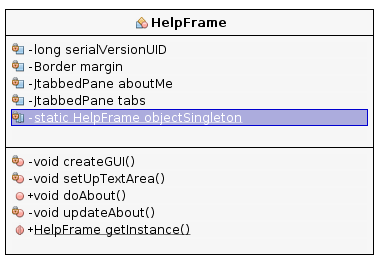 HelpFrame
-long serialVersionUID
-Border margin
-JtabbedPane aboutMe
-JtabbedPane tabs
-static HelpFrame objectSingleton
-void createGUI()
-void setUpTextArea()
+void doAbout()
-void updateAbout()
+HelpFrame getInstance()